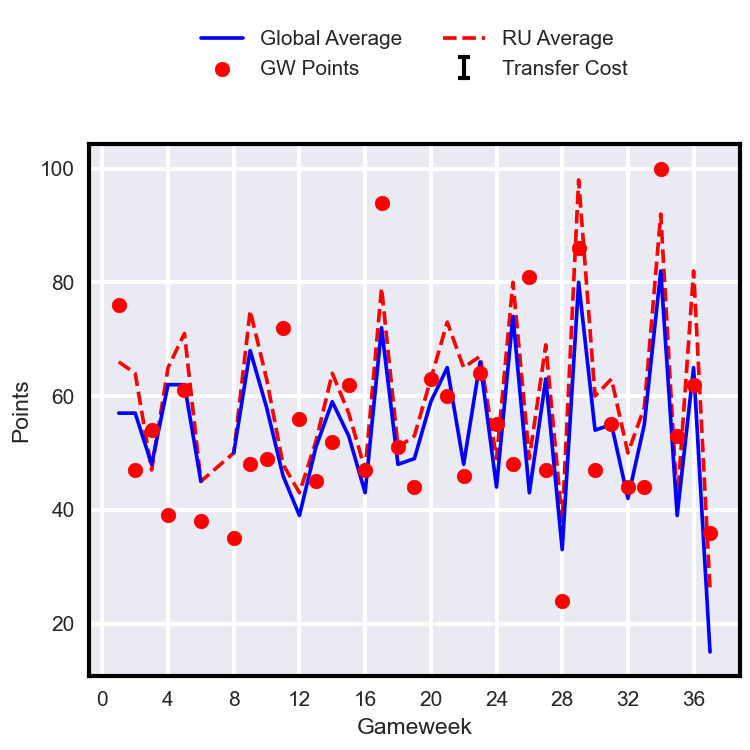 Global Average
RU Average
GW Points
Transfer Cost
100
80
60
40
20
Points
0 4 8 12 16 20 24 28 32 36
Gameweek